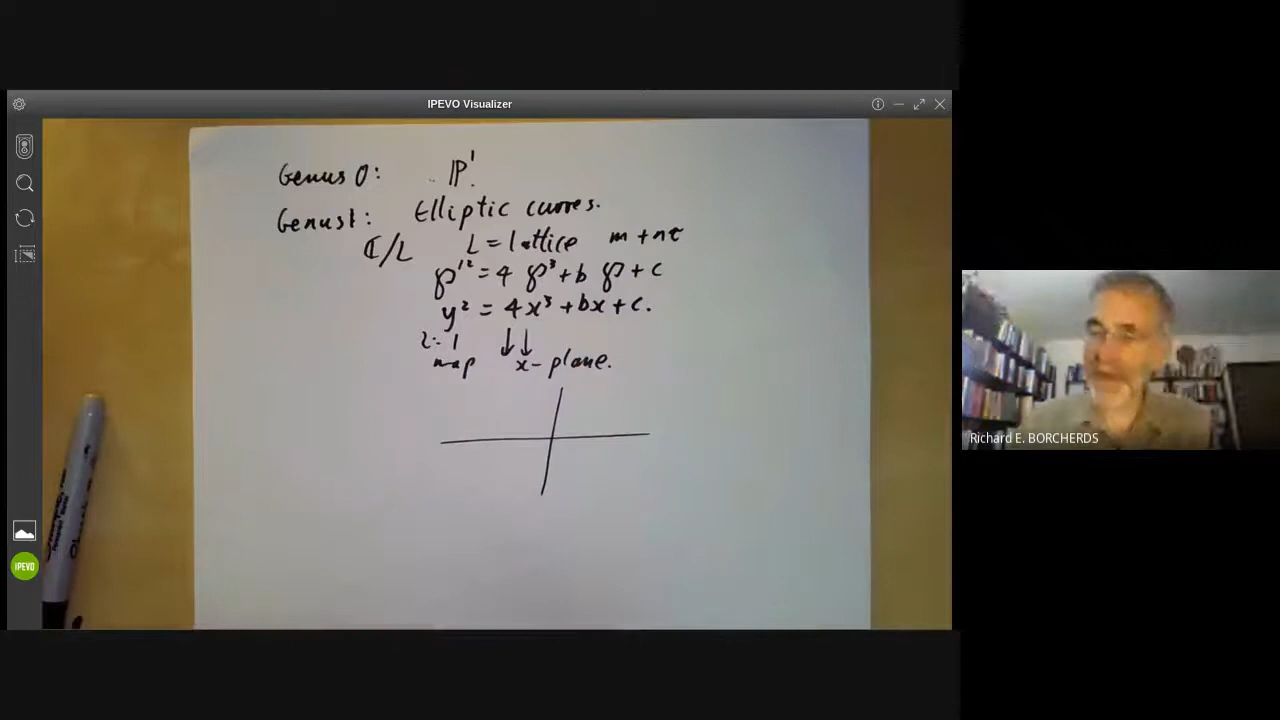 IPEVO Visualizer
Genus 0: ℙ¹.
Genus 1: Elliptic curves.
ℂ/L L = lattice m + nτ
℘'² = 4 ℘³ + b ℘ + c
y² = 4x³ + bx + c.
2:1 ↓↓
map x-plane.
Richard E. BORCHERDS
iPEVO